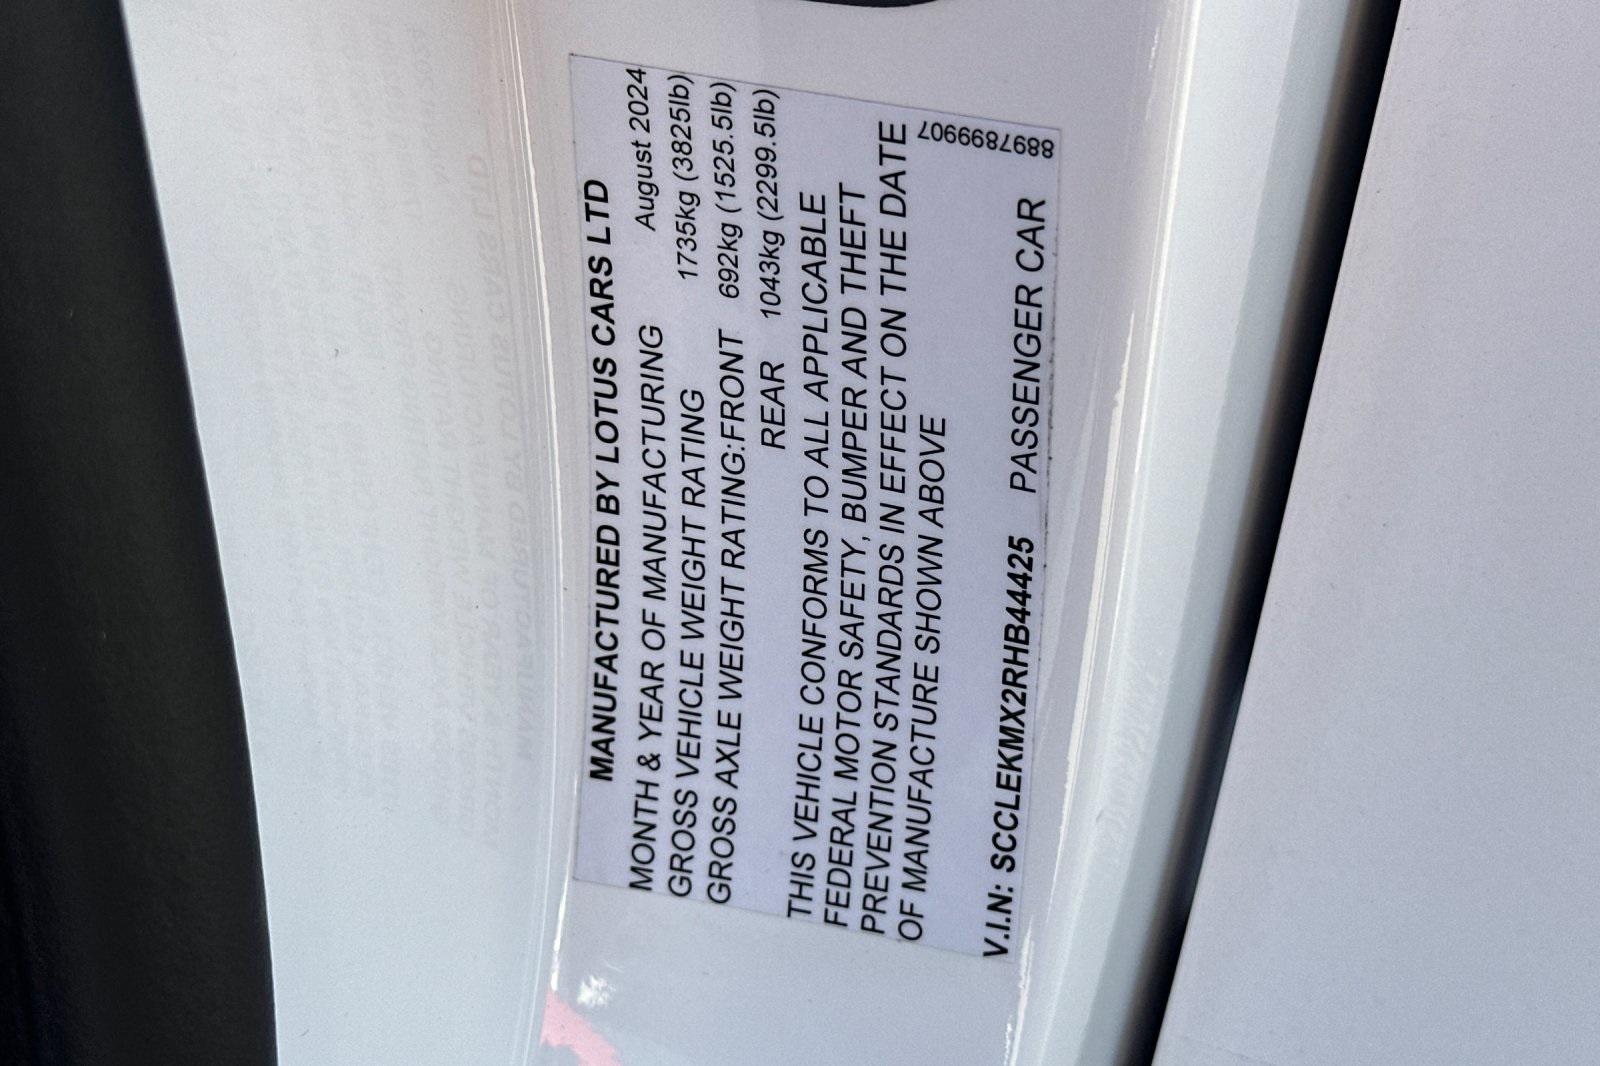 MANUFACTURED BY LOTUS CARS LTD
MONTH & YEAR OF MANUFACTURING August 2024
GROSS VEHICLE WEIGHT RATING 1735kg (3825lb)
GROSS AXLE WEIGHT RATING:FRONT 692kg (1525.5lb)
REAR 1043kg (2299.5lb)
THIS VEHICLE CONFORMS TO ALL APPLICABLE
FEDERAL MOTOR SAFETY, BUMPER AND THEFT
PREVENTION STANDARDS IN EFFECT ON THE DATE
OF MANUFACTURE SHOWN ABOVE
V.I.N: SCCLEKMX2RHB44425 PASSENGER CAR
8897899907